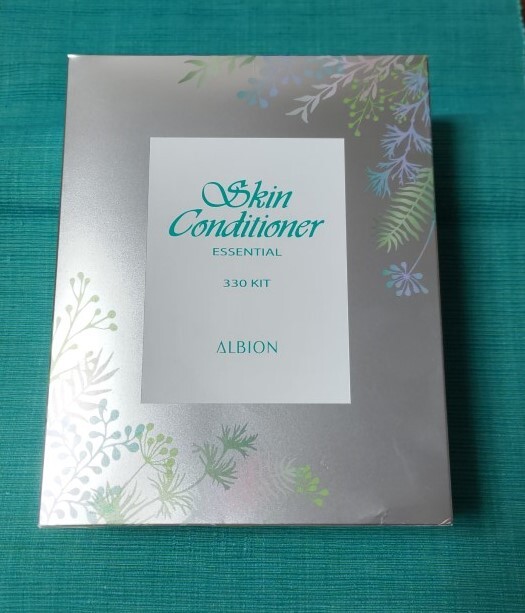 Skin
Conditioner
ESSENTIAL
330 KIT
ALBION